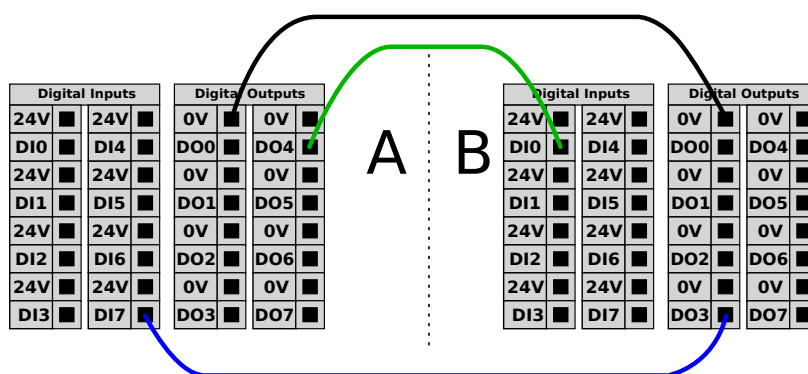 Digital Inputs Digital Outputs Digital Inputs Digital Outputs
24V 24V 0V 0V 24V 24V 0V 0V
DI0 DI4 DO0 DO4 A B DI0 DI4 DO0 DO4
24V 24V 0V 0V 24V 24V 0V 0V
DI1 DI5 DO1 DO5 DI1 DI5 DO1 DO5
24V 24V 0V 0V 24V 24V 0V 0V
DI2 DI6 DO2 DO6 DI2 DI6 DO2 DO6
24V 24V 0V 0V 24V 24V 0V 0V
DI3 DI7 DO3 DO7 DI3 DI7 DO3 DO7